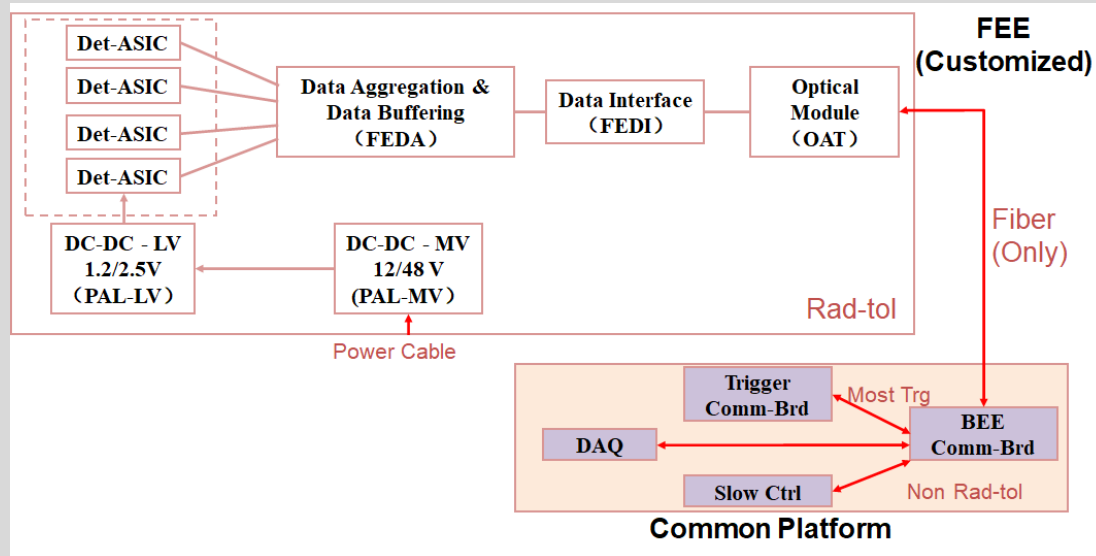 Det-ASIC
Det-ASIC
Det-ASIC
Det-ASIC
Data Aggregation &
Data Buffering
（FEDA）
Data Interface
（FEDI）
Optical
Module
（OAT）
FEE
(Customized)
DC-DC - LV
1.2/2.5V
（PAL-LV）
DC-DC - MV
12/48 V
(PAL-MV）
Fiber
(Only)
Rad-tol
Power Cable
Trigger
Comm-Brd
Most Trg
BEE
Comm-Brd
DAQ
Slow Ctrl
Non Rad-tol
Common Platform